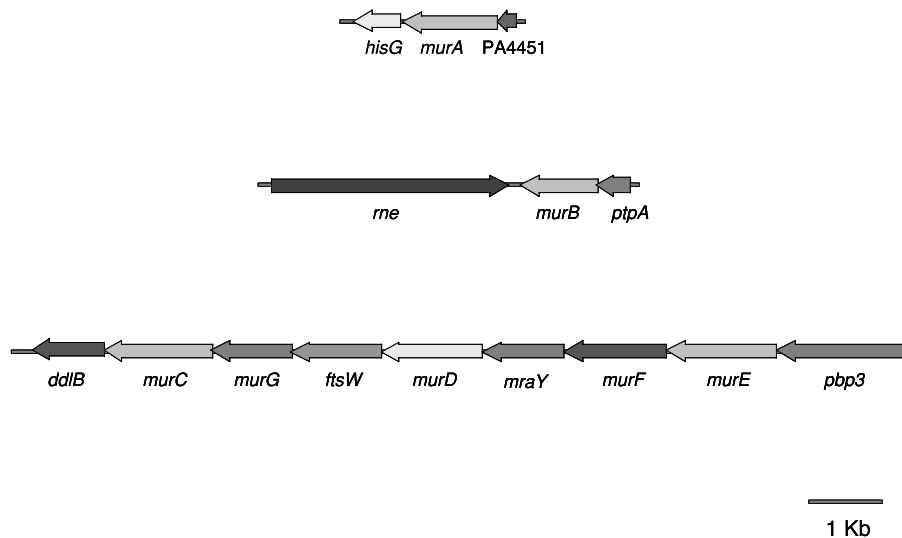 hisG murA PA4451
rne murB ptpA
ddlB murC murG ftsW murD mraY murF murE pbp3
1 Kb